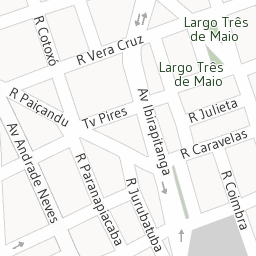 Largo Três
de Maio
R Cotoxó
R Vera Cruz
Largo Três
de Maio
R Paiçandu
Tv Pires
Av Ibirapitanga
R Julieta
Av Andrade Neves
R Caravelas
R Paranapiacaba
R Jurubatuba
R Coimbra